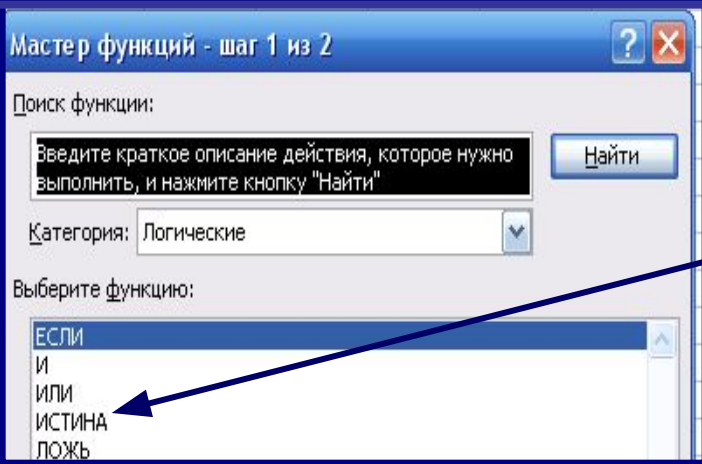 Мастер функций - шаг 1 из 2
Поиск функции:
Введите краткое описание действия, которое нужно
выполнить, и нажмите кнопку "Найти"
Найти
Категория: Логические
Выберите функцию:
ЕСЛИ
И
ИЛИ
ИСТИНА
ЛОЖЬ